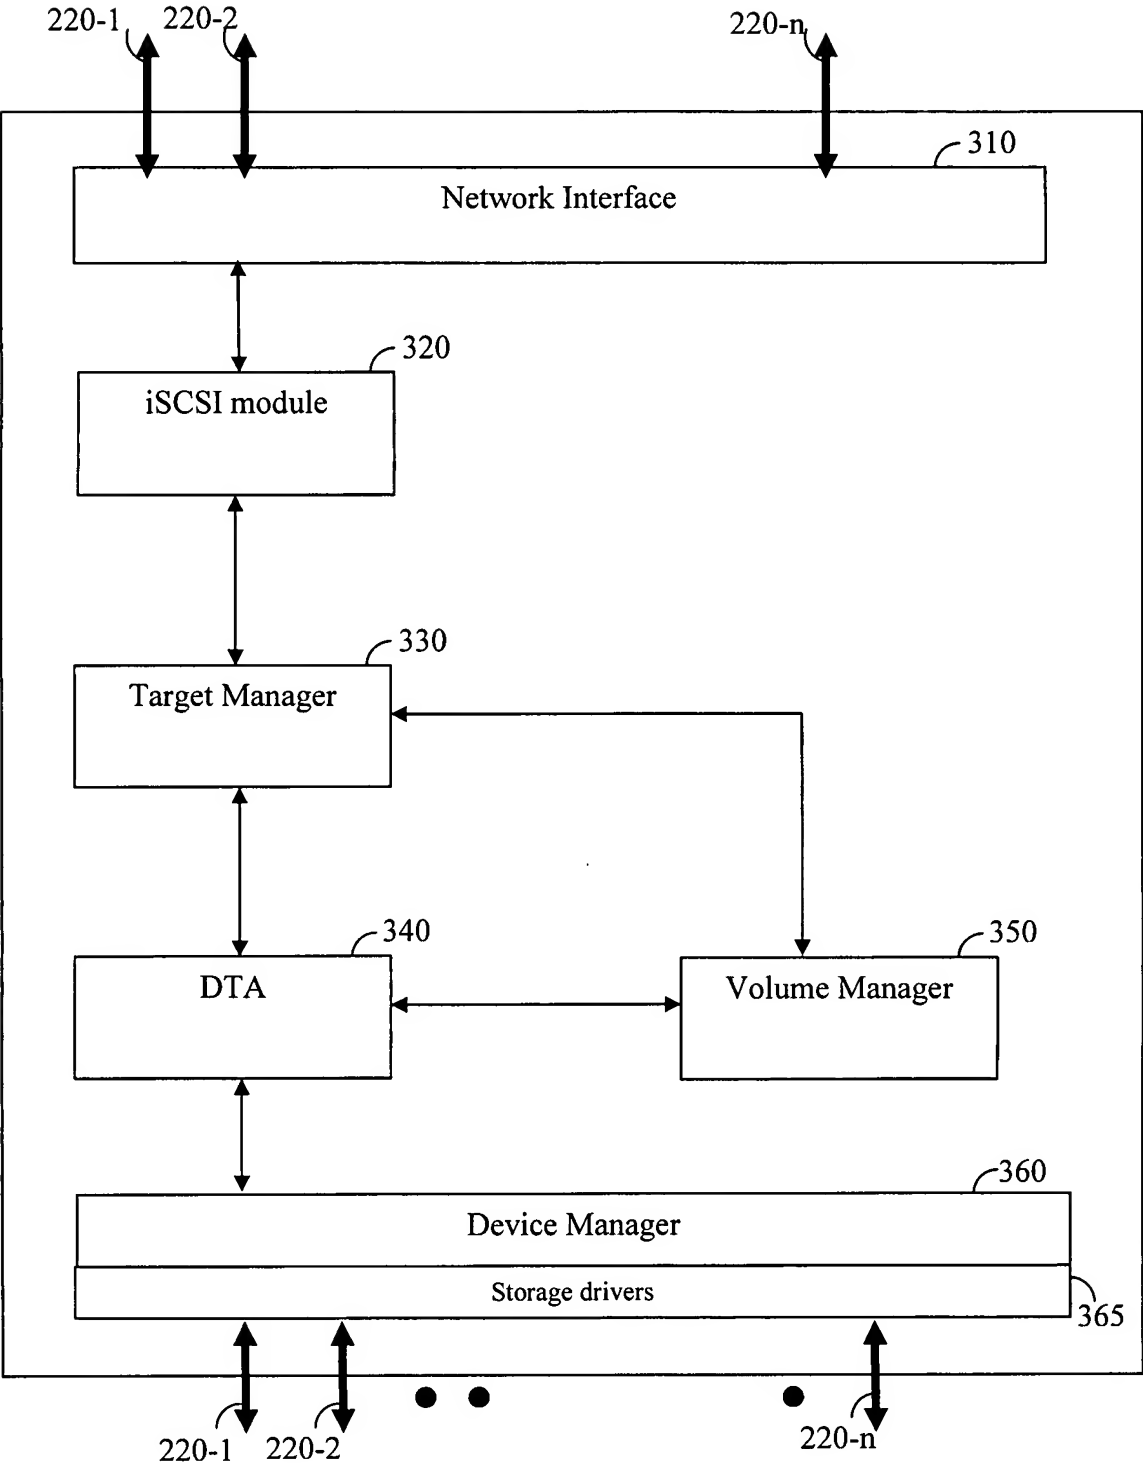 220-1 220-2 220-n
310
Network Interface
320
iSCSI module
330
Target Manager
340
DTA
350
Volume Manager
360
Device Manager
Storage drivers
365
220-1 220-2 220-n